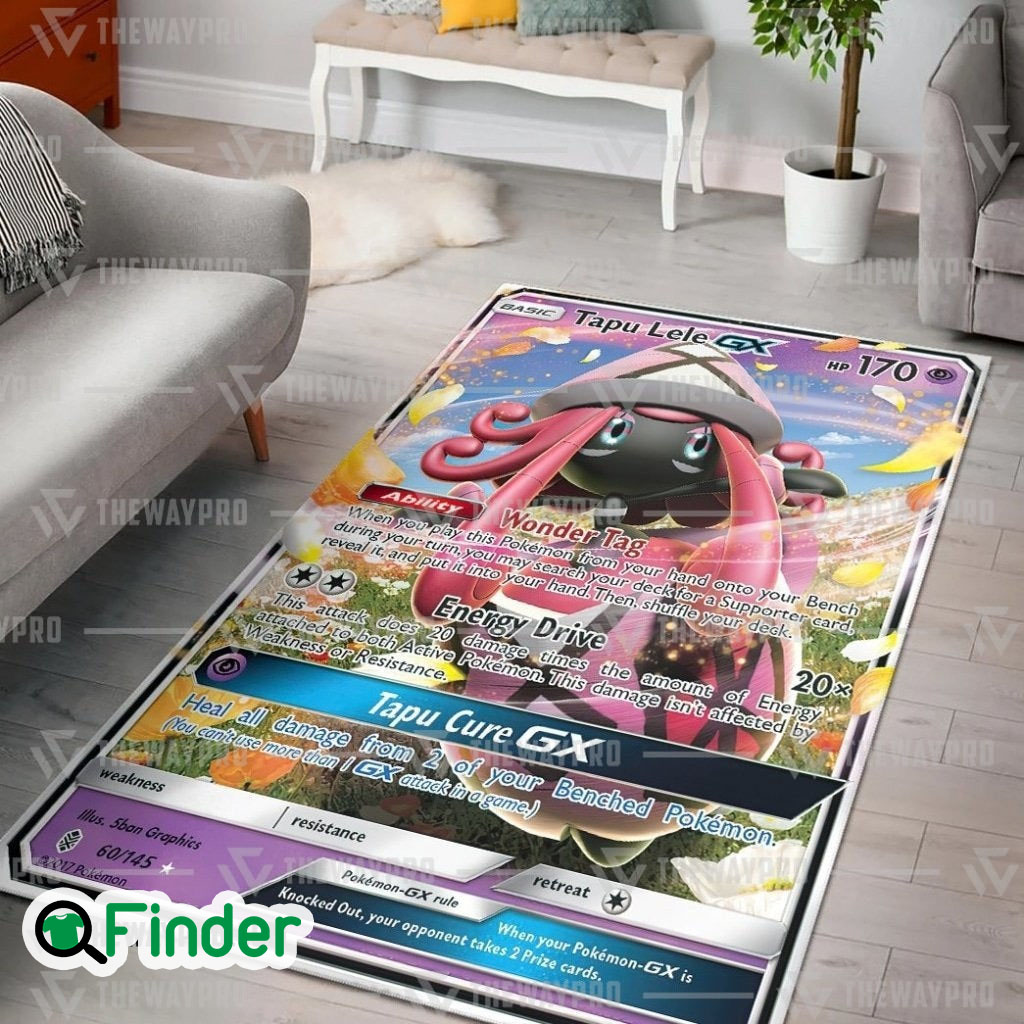 THEWAYPRO
BASIC Tapu Lele GX HP 170
Ability Wonder Tag
When you play this Pokémon from your hand onto your Bench
during your turn, you may search your deck for a Supporter card,
reveal it, and put it into your hand. Then, shuffle your deck.
Energy Drive 20×
This attack does 20 damage times the amount of Energy
attached to both Active Pokémon. This damage isn't affected by
Weakness or Resistance.
Tapu Cure GX
Heal all damage from 2 of your Benched Pokémon.
(You can't use more than 1 GX attack in a game.)
weakness resistance retreat
Illus. 5ban Graphics
60/145
©2017 Pokémon
Pokémon-GX rule
When your Pokémon-GX is
Knocked Out, your opponent takes 2 Prize cards.
Finder